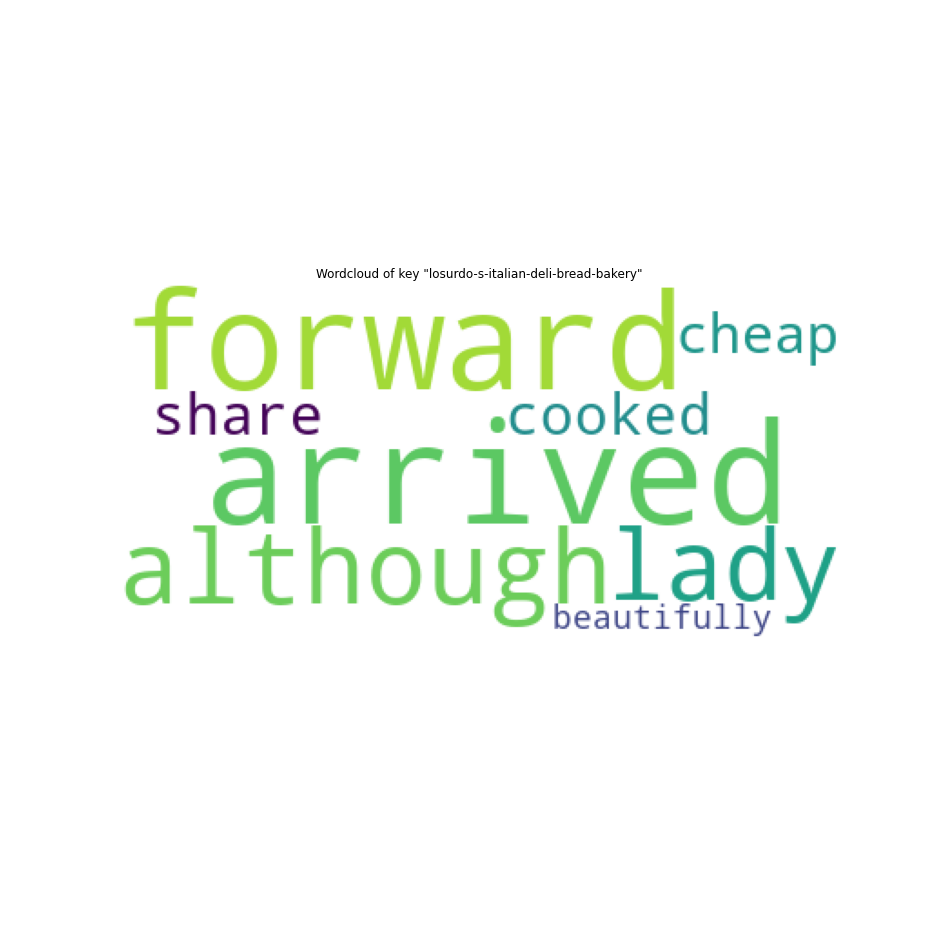 Wordcloud of key "losurdo-s-italian-deli-bread-bakery"
forward
cheap
share
cooked
arrived
although
lady
beautifully